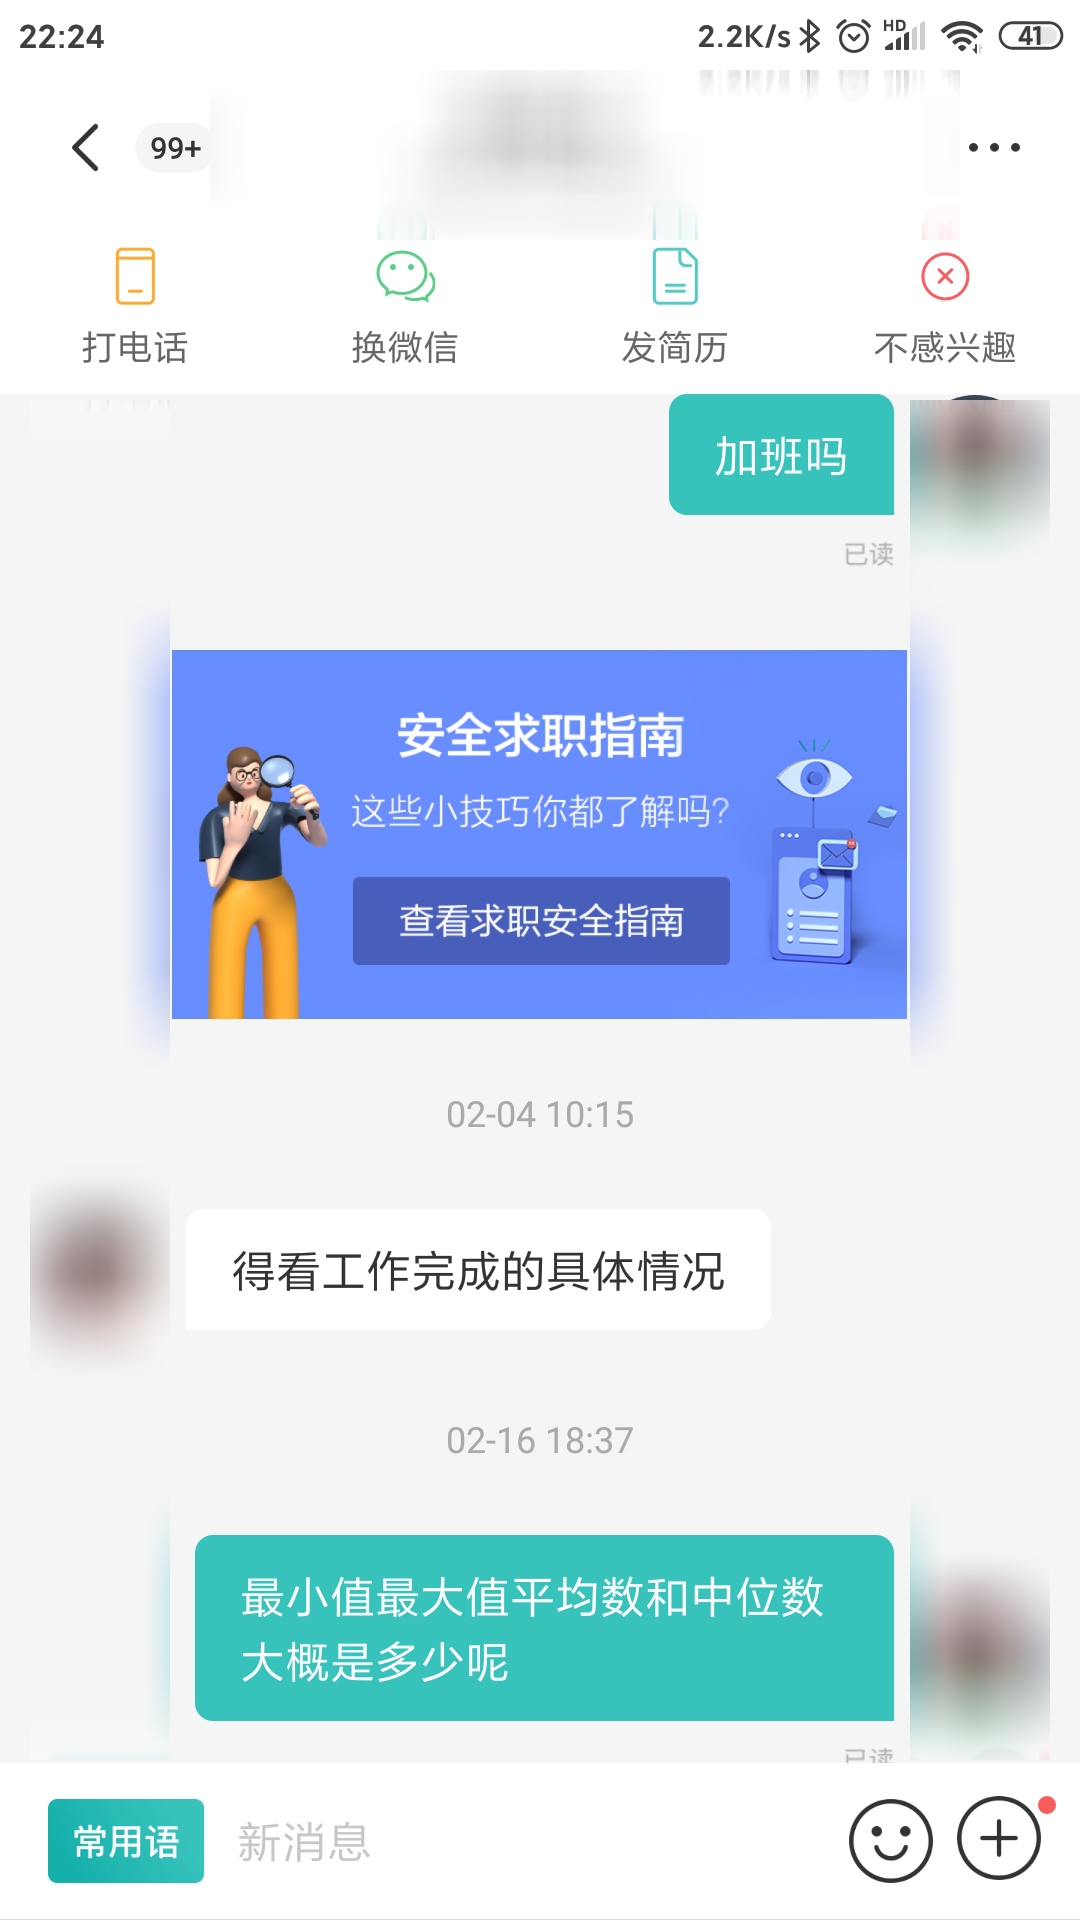 22:24
2.2K/s
HD
41
99+
打电话
换微信
发简历
不感兴趣
加班吗
已读
安全求职指南
这些小技巧你都了解吗?
查看求职安全指南
02-04 10:15
得看工作完成的具体情况
02-16 18:37
最小值最大值平均数和中位数
大概是多少呢
已读
常用语
新消息